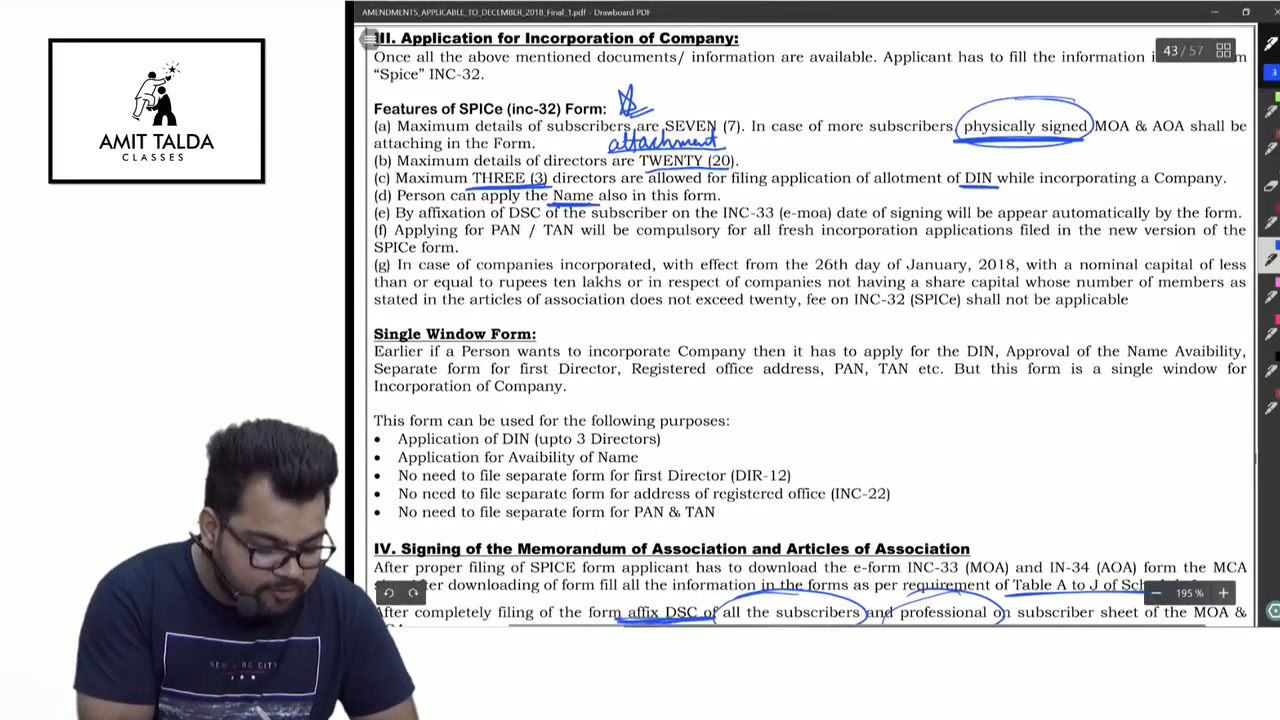 AMENDMENTS_APPLICABLE_TO_DECEMBER_2018_Final_1.pdf - Drawboard PDF
III. Application for Incorporation of Company:
43 / 57
Once all the above mentioned documents/ information are available. Applicant has to fill the information
"Spice" INC-32.
Features of SPICe (inc-32) Form:
(a) Maximum details of subscribers are SEVEN (7). In case of more subscribers physically signed MOA & AOA shall be
attaching in the Form.
attachment
(b) Maximum details of directors are TWENTY (20).
(c) Maximum THREE (3) directors are allowed for filing application of allotment of DIN while incorporating a Company.
(d) Person can apply the Name also in this form.
(e) By affixation of DSC of the subscriber on the INC-33 (e-moa) date of signing will be appear automatically by the form.
(f) Applying for PAN / TAN will be compulsory for all fresh incorporation applications filed in the new version of the
SPICe form.
(g) In case of companies incorporated, with effect from the 26th day of January, 2018, with a nominal capital of less
than or equal to rupees ten lakhs or in respect of companies not having a share capital whose number of members as
stated in the articles of association does not exceed twenty, fee on INC-32 (SPICe) shall not be applicable
Single Window Form:
Earlier if a Person wants to incorporate Company then it has to apply for the DIN, Approval of the Name Avaibility,
Separate form for first Director, Registered office address, PAN, TAN etc. But this form is a single window for
Incorporation of Company.
This form can be used for the following purposes:
• Application of DIN (upto 3 Directors)
• Application for Avaibility of Name
• No need to file separate form for first Director (DIR-12)
• No need to file separate form for address of registered office (INC-22)
• No need to file separate form for PAN & TAN
IV. Signing of the Memorandum of Association and Articles of Association
After proper filing of SPICE form applicant has to download the e-form INC-33 (MOA) and IN-34 (AOA) form the MCA
downloading of form fill all the information in the forms as per requirement of Table A to J of
195 %
After completely filing of the form affix DSC of all the subscribers and professional on subscriber sheet of the MOA &
AMIT TALDA
CLASSES
NEW YORK CITY
3